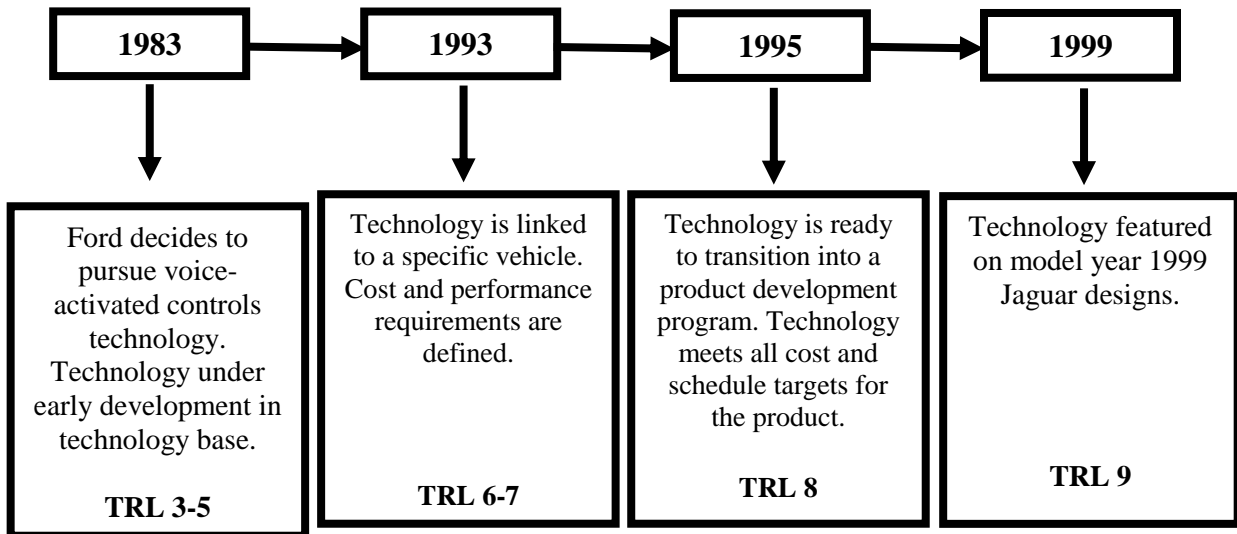 1983
1993
1995
1999
Ford decides to
pursue voice-
activated controls
technology.
Technology under
early development in
technology base.
TRL 3-5
Technology is linked
to a specific vehicle.
Cost and performance
requirements are
defined.
TRL 6-7
Technology is ready
to transition into a
product development
program. Technology
meets all cost and
schedule targets for
the product.
TRL 8
Technology featured
on model year 1999
Jaguar designs.
TRL 9